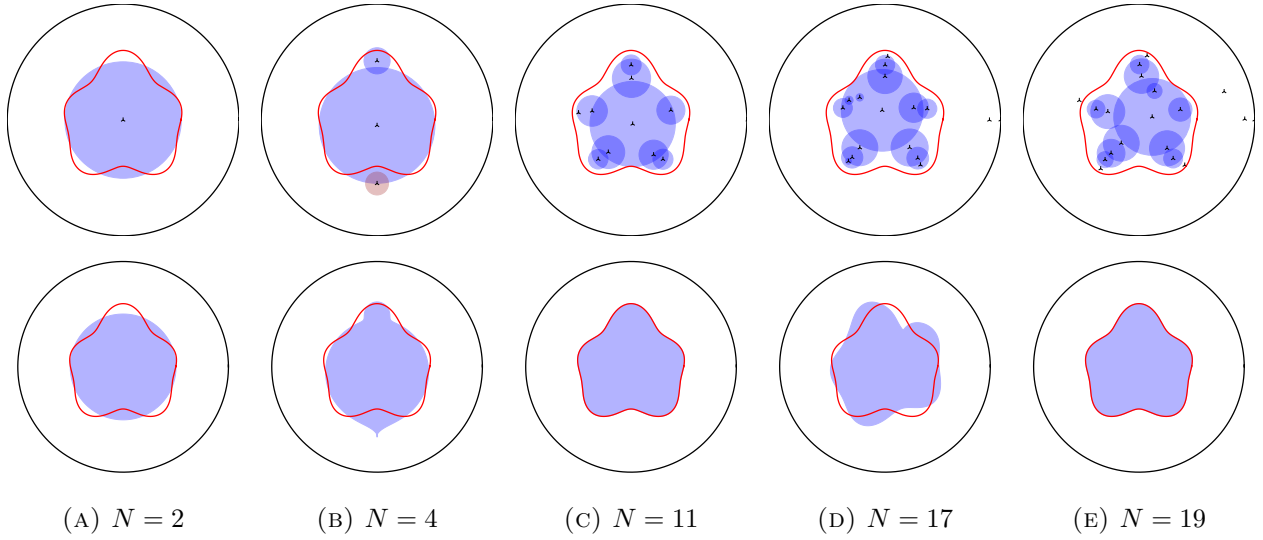 (A) N = 2 (B) N = 4 (C) N = 11 (D) N = 17 (E) N = 19